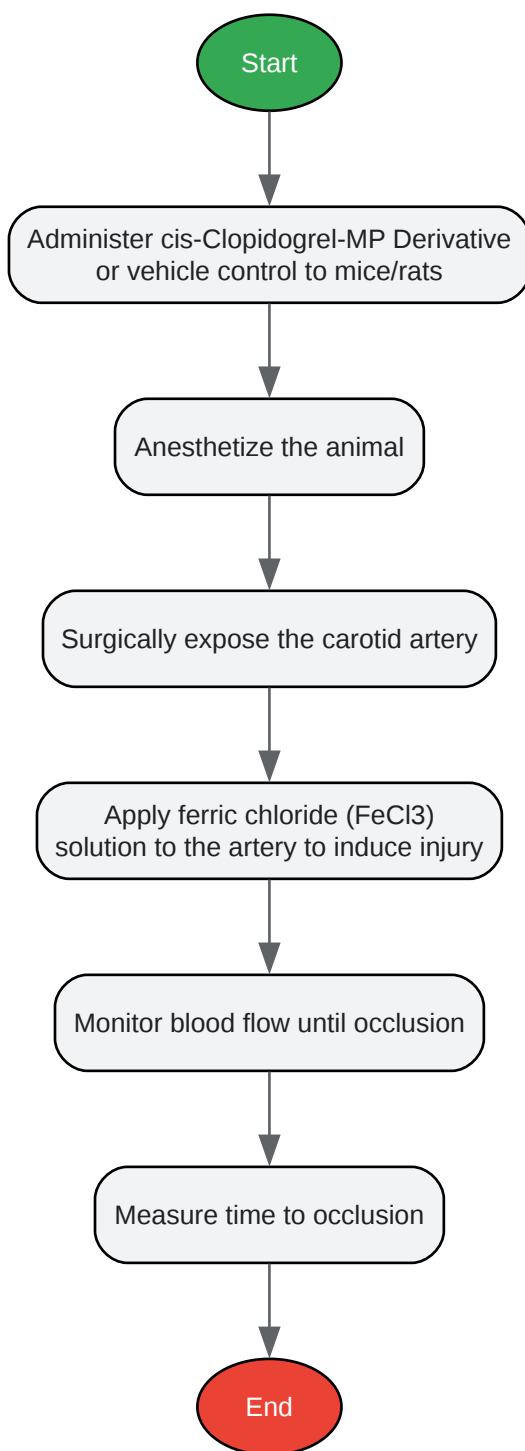 Start
Administer cis-Clopidogrel-MP Derivative
or vehicle control to mice/rats
Anesthetize the animal
Surgically expose the carotid artery
Apply ferric chloride (FeCl3)
solution to the artery to induce injury
Monitor blood flow until occlusion
Measure time to occlusion
End